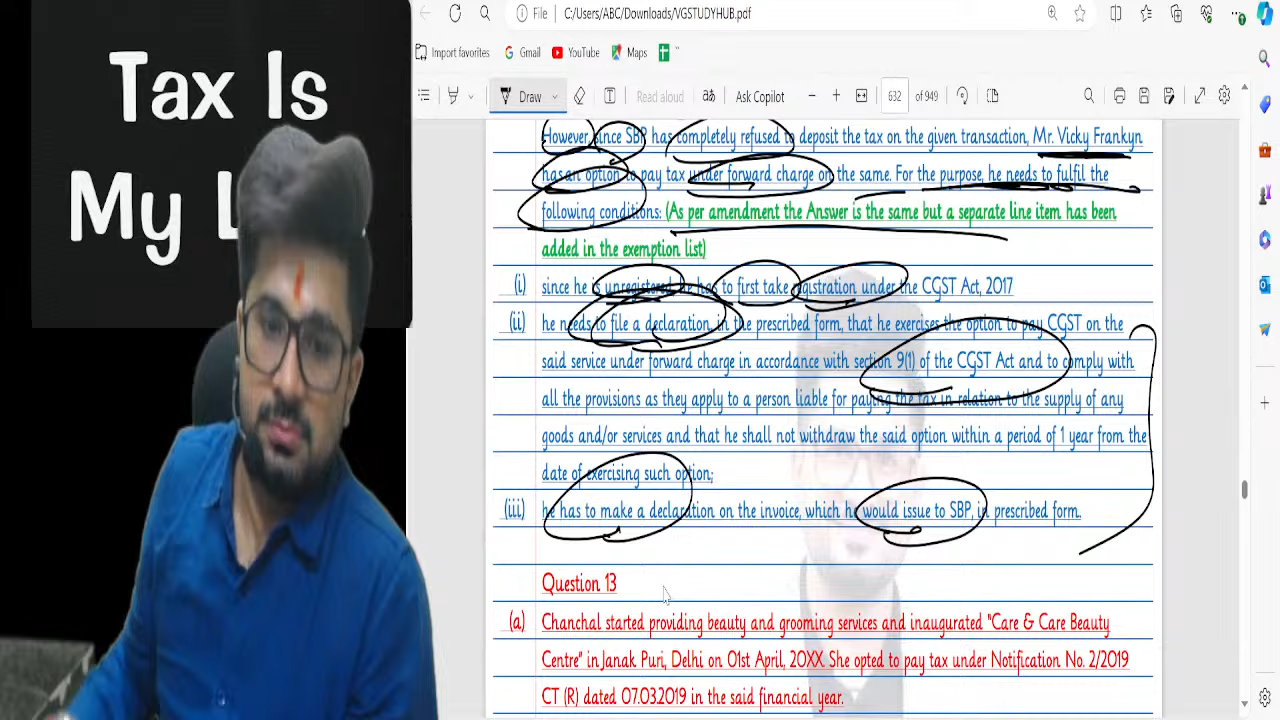 Tax Is
My L
File
C:/Users/ABC/Downloads/VGSTUDYHUB.pdf
Import favorites
Gmail
YouTube
Maps
Draw
Read aloud
Ask Copilot
632
of 949
However, since SBP has completely refused to deposit the tax on the given transaction, Mr. Vicky Frankyn
has an option to pay tax under forward charge on the same. For the purpose, he needs to fulfil the
following conditions: (As per amendment the Answer is the same but a separate line item has been
added in the exemption list)
(i) since he is unregistered he has to first take registration under the CGST Act, 2017
(ii) he needs to file a declaration, in the prescribed form, that he exercises the option to pay CGST on the
said service under forward charge in accordance with section 9(1) of the CGST Act and to comply with
all the provisions as they apply to a person liable for paying the tax in relation to the supply of any
goods and/or services and that he shall not withdraw the said option within a period of 1 year from the
date of exercising such option;
(iii) he has to make a declaration on the invoice, which he would issue to SBP, in prescribed form.
Question 13
(a) Chanchal started providing beauty and grooming services and inaugurated "Care & Care Beauty
Centre" in Janak Puri, Delhi on 01st April, 20XX. She opted to pay tax under Notification No. 2/2019
CT (R) dated 07.03.2019 in the said financial year.